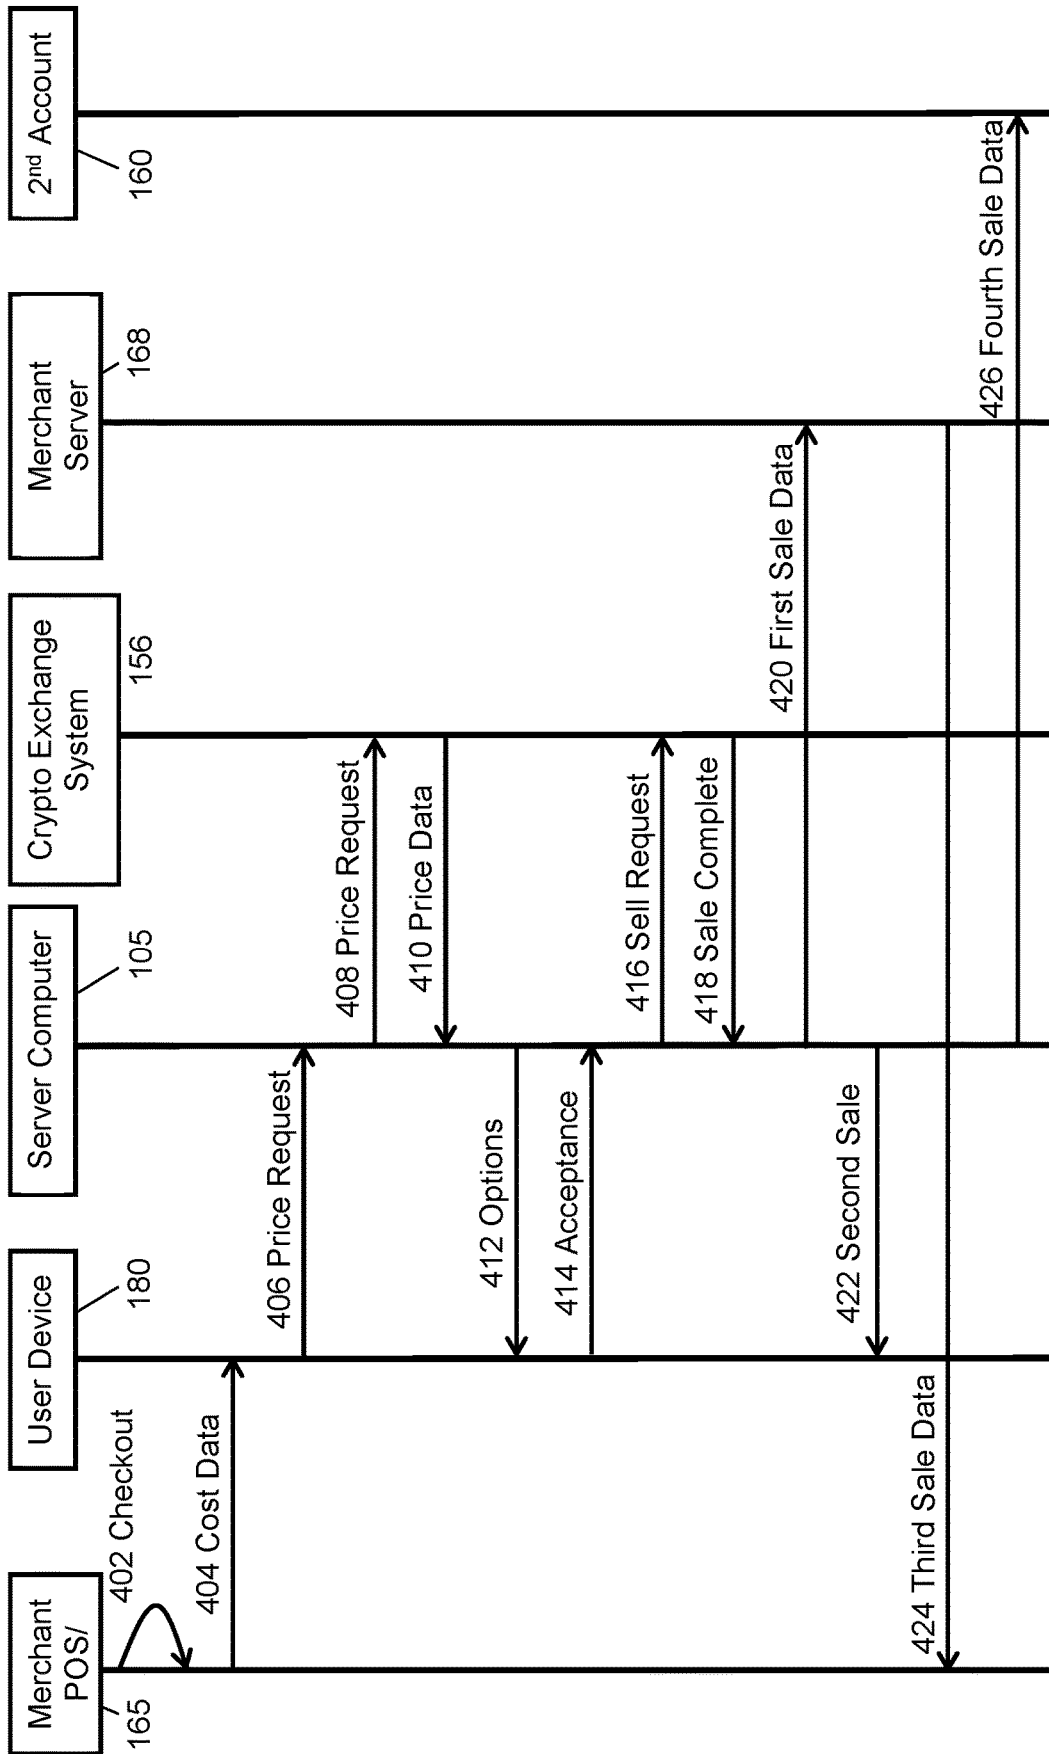 Merchant
POS/
165
User Device
180
Server Computer
105
Crypto Exchange
System
156
Merchant
Server
168
2nd Account
160
402 Checkout
404 Cost Data
406 Price Request
408 Price Request
410 Price Data
412 Options
414 Acceptance
416 Sell Request
418 Sale Complete
420 First Sale Data
422 Second Sale
424 Third Sale Data
426 Fourth Sale Data